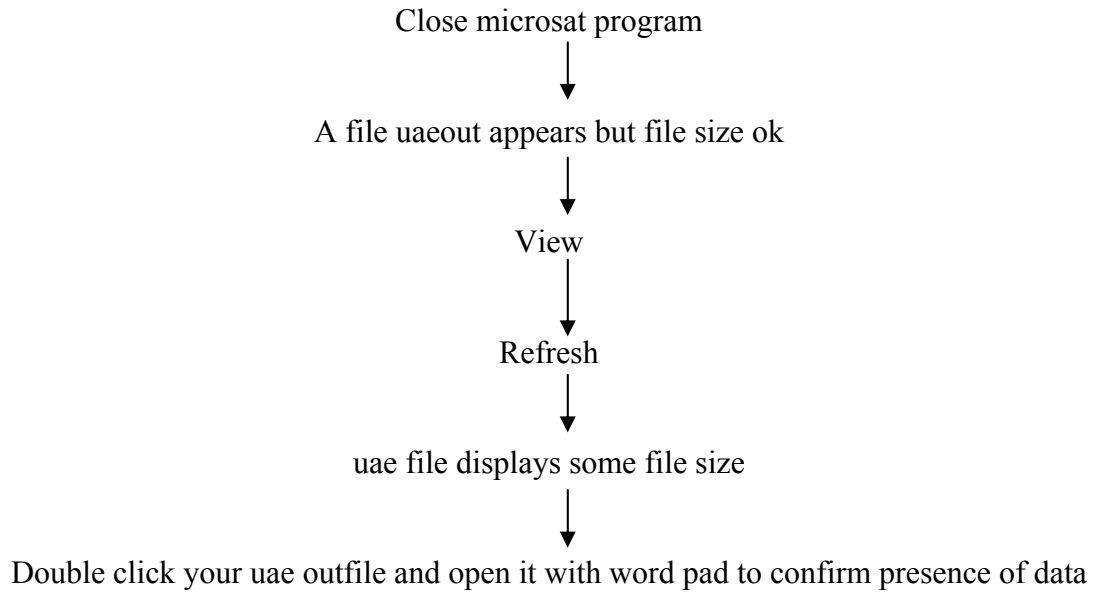 Close microsat program
A file uaeout appears but file size ok
View
Refresh
uae file displays some file size
Double click your uae outfile and open it with word pad to confirm presence of data